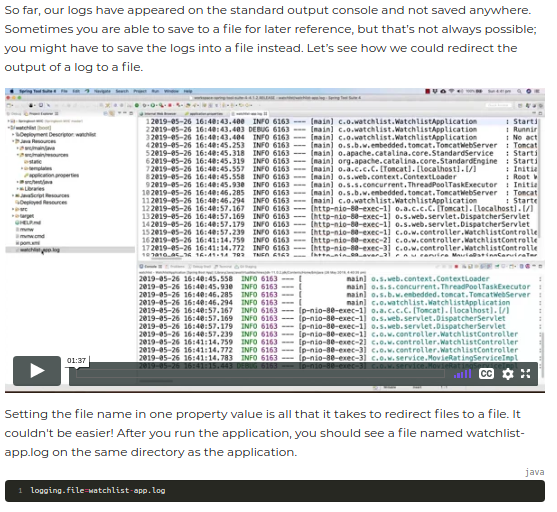 So far, our logs have appeared on the standard output console and not saved anywhere.
Sometimes you are able to save to a file for later reference, but that's not always possible;
you might have to save the logs into a file instead. Let's see how we could redirect the
output of a log to a file.
Spring Tool Suite 4 File Edit
Navigate Search Project Run Window Help
watchlist [boot]
Deployment Descriptor: watchlist
Java Resources
src/main/java
src/main/resources
static
templates
application.properties
src/test/java
Libraries
JavaScript Resources
Deployed Resources
src
target
HELP.md
mvnw
mvnw.cmd
pom.xml
watchlist-app.log
1 2019-05-26 16:40:43.400 INFO 6163 --- [main] c.o.watchlist.WatchlistApplication : Starti
2 2019-05-26 16:40:43.403 DEBUG 6163 --- [main] c.o.watchlist.WatchlistApplication : Runnin
3 2019-05-26 16:40:43.404 INFO 6163 --- [main] c.o.watchlist.WatchlistApplication : No act
4 2019-05-26 16:40:45.253 INFO 6163 --- [main] o.s.b.w.embedded.tomcat.TomcatWebServer : Tomcat
5 2019-05-26 16:40:45.318 INFO 6163 --- [main] o.apache.catalina.core.StandardService : Starti
6 2019-05-26 16:40:45.319 INFO 6163 --- [main] org.apache.catalina.core.StandardEngine : Starti
7 2019-05-26 16:40:45.557 INFO 6163 --- [main] o.a.c.c.C.[Tomcat].[localhost].[/] : Initia
8 2019-05-26 16:40:45.558 INFO 6163 --- [main] o.s.web.context.ContextLoader : Root W
9 2019-05-26 16:40:45.930 INFO 6163 --- [main] o.s.s.concurrent.ThreadPoolTaskExecutor : Initia
10 2019-05-26 16:40:46.285 INFO 6163 --- [main] o.s.b.w.embedded.tomcat.TomcatWebServer : Tomcat
11 2019-05-26 16:40:46.294 INFO 6163 --- [main] c.o.watchlist.WatchlistApplication : Starte
12 2019-05-26 16:40:57.167 INFO 6163 --- [http-nio-80-exec-1] o.a.c.c.C.[Tomcat].[localhost].[/]
13 2019-05-26 16:40:57.169 INFO 6163 --- [http-nio-80-exec-1] o.s.web.servlet.DispatcherServlet
14 2019-05-26 16:40:57.179 INFO 6163 --- [http-nio-80-exec-1] o.s.web.servlet.DispatcherServlet
15 2019-05-26 16:40:57.239 INFO 6163 --- [http-nio-80-exec-1] c.o.w.controller.WatchlistControlle
16 2019-05-26 16:41:14.759 INFO 6163 --- [http-nio-80-exec-3] c.o.w.controller.WatchlistControlle
17 2019-05-26 16:41:14.772 INFO 6163 --- [http-nio-80-exec-2] c.o.w.controller.WatchlistControlle
2019-05-26 16:40:45.558 INFO 6163 --- [ main] o.s.web.context.ContextLoader
2019-05-26 16:40:45.930 INFO 6163 --- [ main] o.s.s.concurrent.ThreadPoolTaskExecutor
2019-05-26 16:40:46.285 INFO 6163 --- [ main] o.s.b.w.embedded.tomcat.TomcatWebServer
2019-05-26 16:40:46.294 INFO 6163 --- [ main] c.o.watchlist.WatchlistApplication
2019-05-26 16:40:57.167 INFO 6163 --- [p-nio-80-exec-1] o.a.c.c.C.[Tomcat].[localhost].[/]
2019-05-26 16:40:57.169 INFO 6163 --- [p-nio-80-exec-1] o.s.web.servlet.DispatcherServlet
2019-05-26 16:40:57.179 INFO 6163 --- [p-nio-80-exec-1] o.s.web.servlet.DispatcherServlet
2019-05-26 16:40:57.239 INFO 6163 --- [p-nio-80-exec-1] c.o.w.controller.WatchlistController
2019-05-26 16:41:14.759 INFO 6163 --- [p-nio-80-exec-3] c.o.w.controller.WatchlistController
2019-05-26 16:41:14.772 INFO 6163 --- [p-nio-80-exec-2] c.o.w.controller.WatchlistController
2019-05-26 16:41:14.783 INFO 6163 --- [p-nio-80-exec-3] c.o.w.service.MovieRatingServiceImpl
01:37
CC
Setting the file name in one property value is all that it takes to redirect files to a file. It
couldn't be easier! After you run the application, you should see a file named watchlist-
app.log on the same directory as the application.
java
1 logging.file=watchlist-app.log